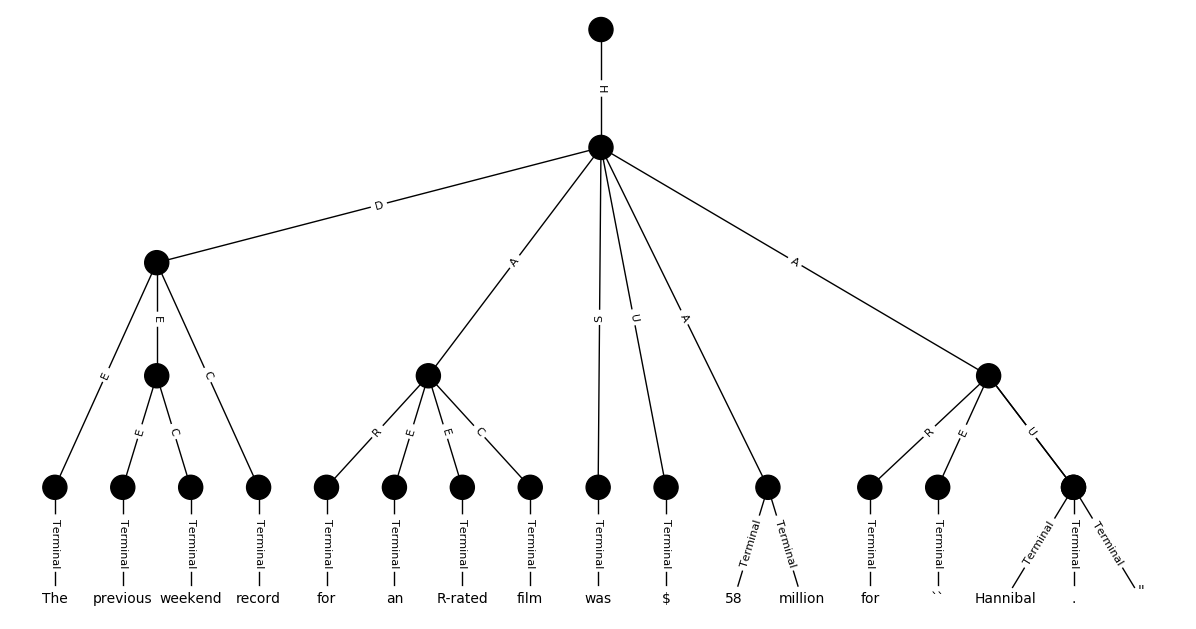 H
D
A
S
U
A
A
E
E
C
E
C
R
E
E
C
R
E
U
Terminal Terminal Terminal Terminal Terminal Terminal Terminal Terminal Terminal Terminal Terminal Terminal Terminal Terminal Terminal Terminal Terminal
The previous weekend record for an R-rated film was $ 58 million for `` Hannibal . "